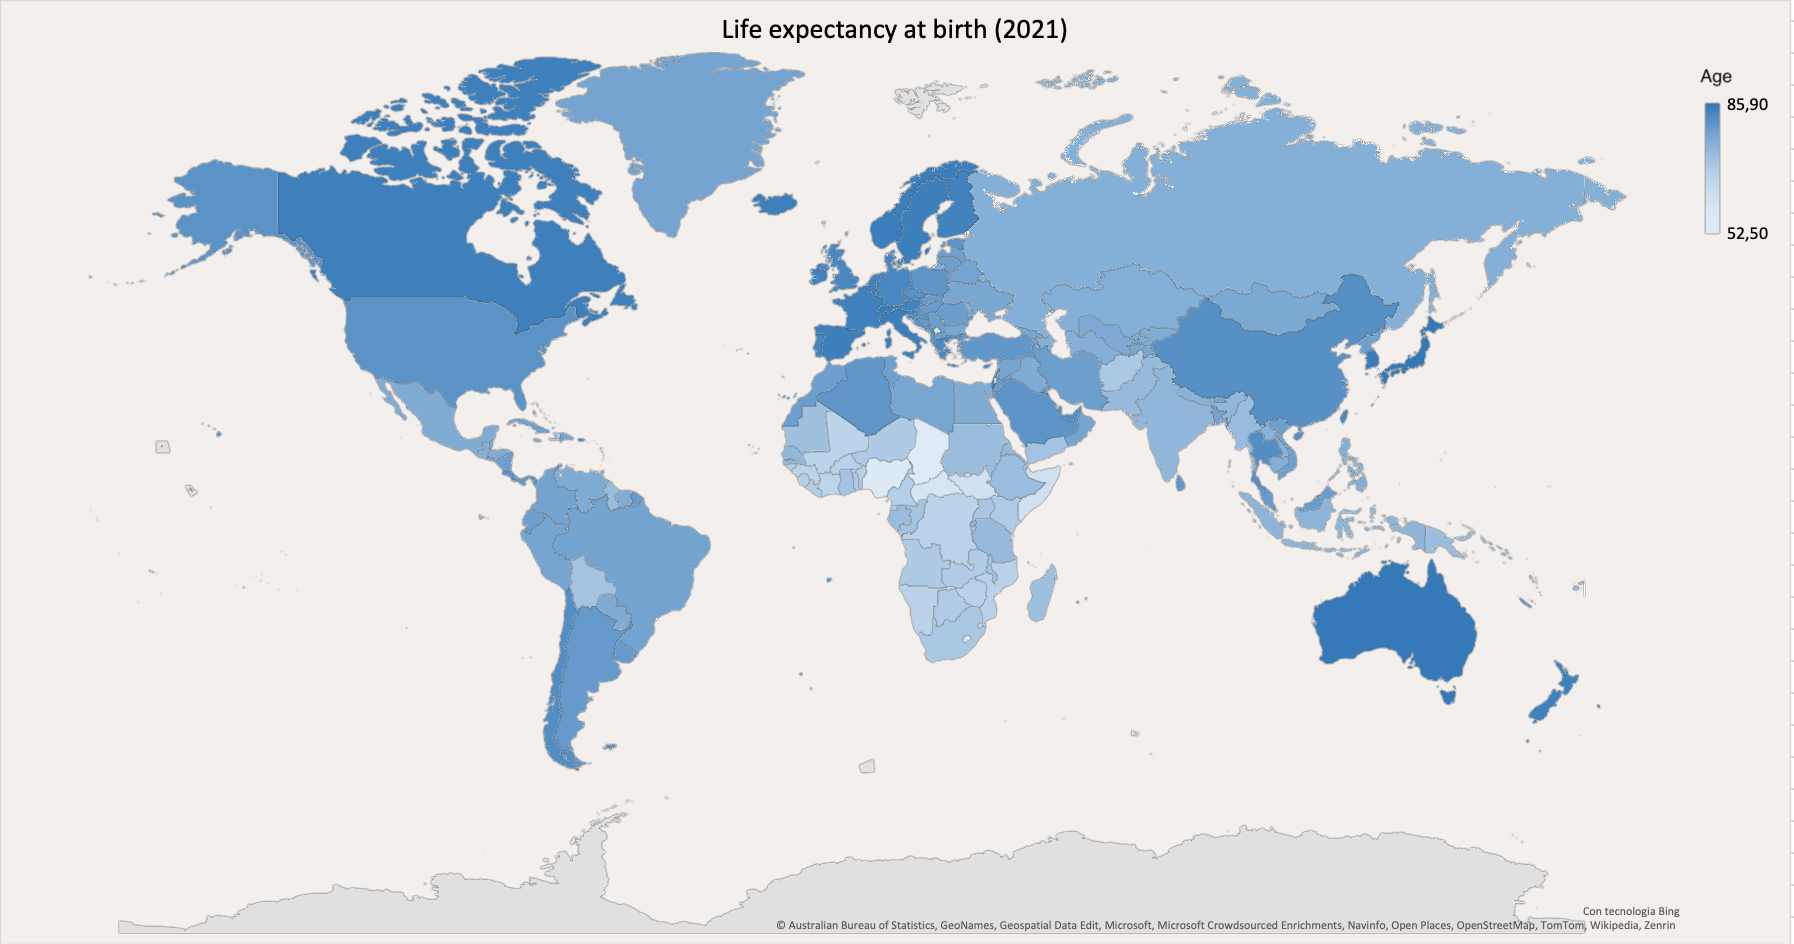 Life expectancy at birth (2021)
Age
85,90
52,50
Con tecnologia Bing
© Australian Bureau of Statistics, GeoNames, Geospatial Data Edit, Microsoft, Microsoft Crowdsourced Enrichments, Navinfo, Open Places, OpenStreetMap, TomTom, Wikipedia, Zenrin